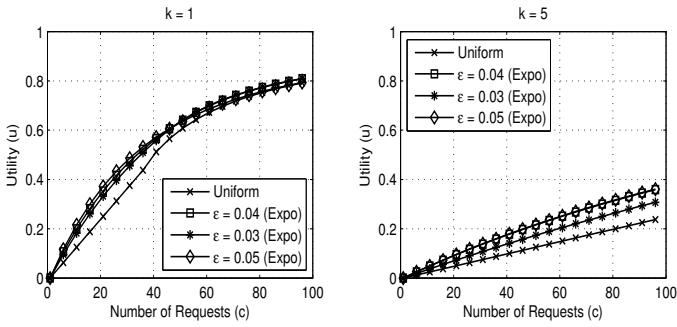 k = 1
Utility (u)
1
0.8
0.6
0.4
0.2
0
0 20 40 60 80 100
Number of Requests (c)
Uniform
ε = 0.04 (Expo)
ε = 0.03 (Expo)
ε = 0.05 (Expo)
k = 5
Utility (u)
1
0.8
0.6
0.4
0.2
0
0 20 40 60 80 100
Number of Requests (c)
Uniform
ε = 0.04 (Expo)
ε = 0.03 (Expo)
ε = 0.05 (Expo)